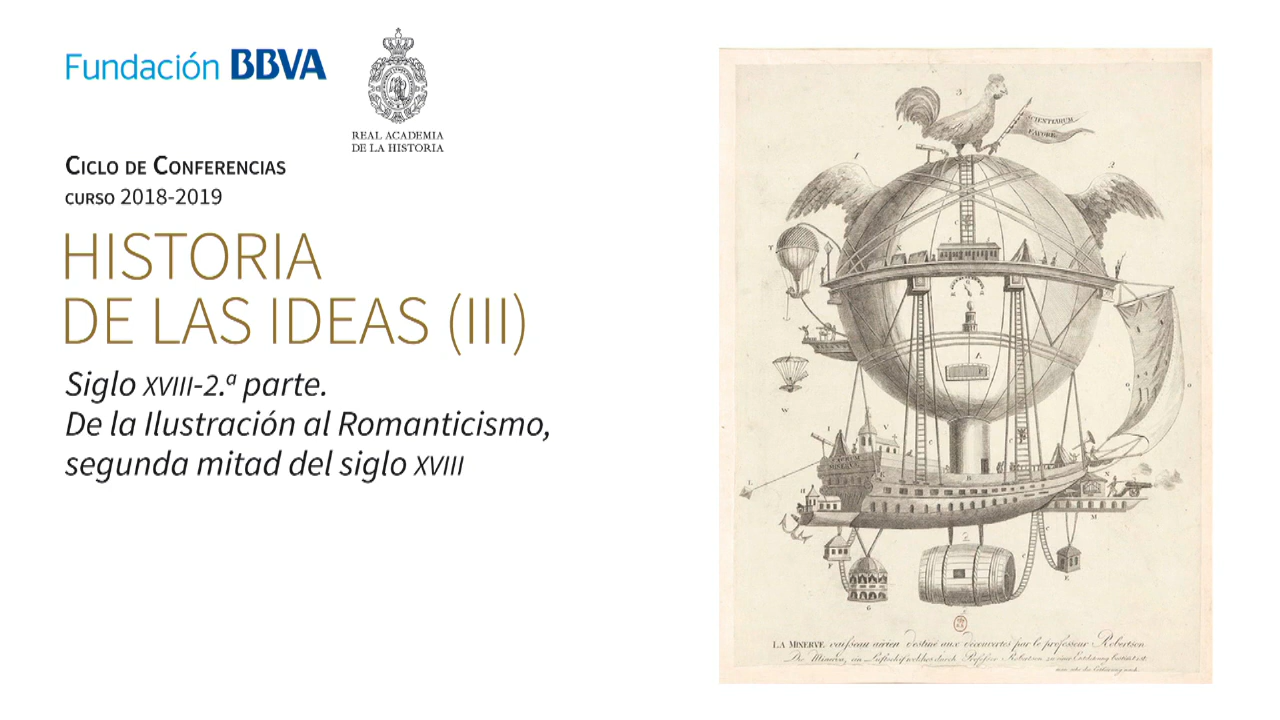 Fundación BBVA
REAL ACADEMIA
DE LA HISTORIA
CICLO DE CONFERENCIAS
CURSO 2018-2019
HISTORIA
DE LAS IDEAS (III)
Siglo XVIII-2.ª parte.
De la Ilustración al Romanticismo,
segunda mitad del siglo XVIII
SCIENTIARUM
FAVORE
LA MINERVE vaisseau aérien destiné aux découvertes par le professeur Robertson